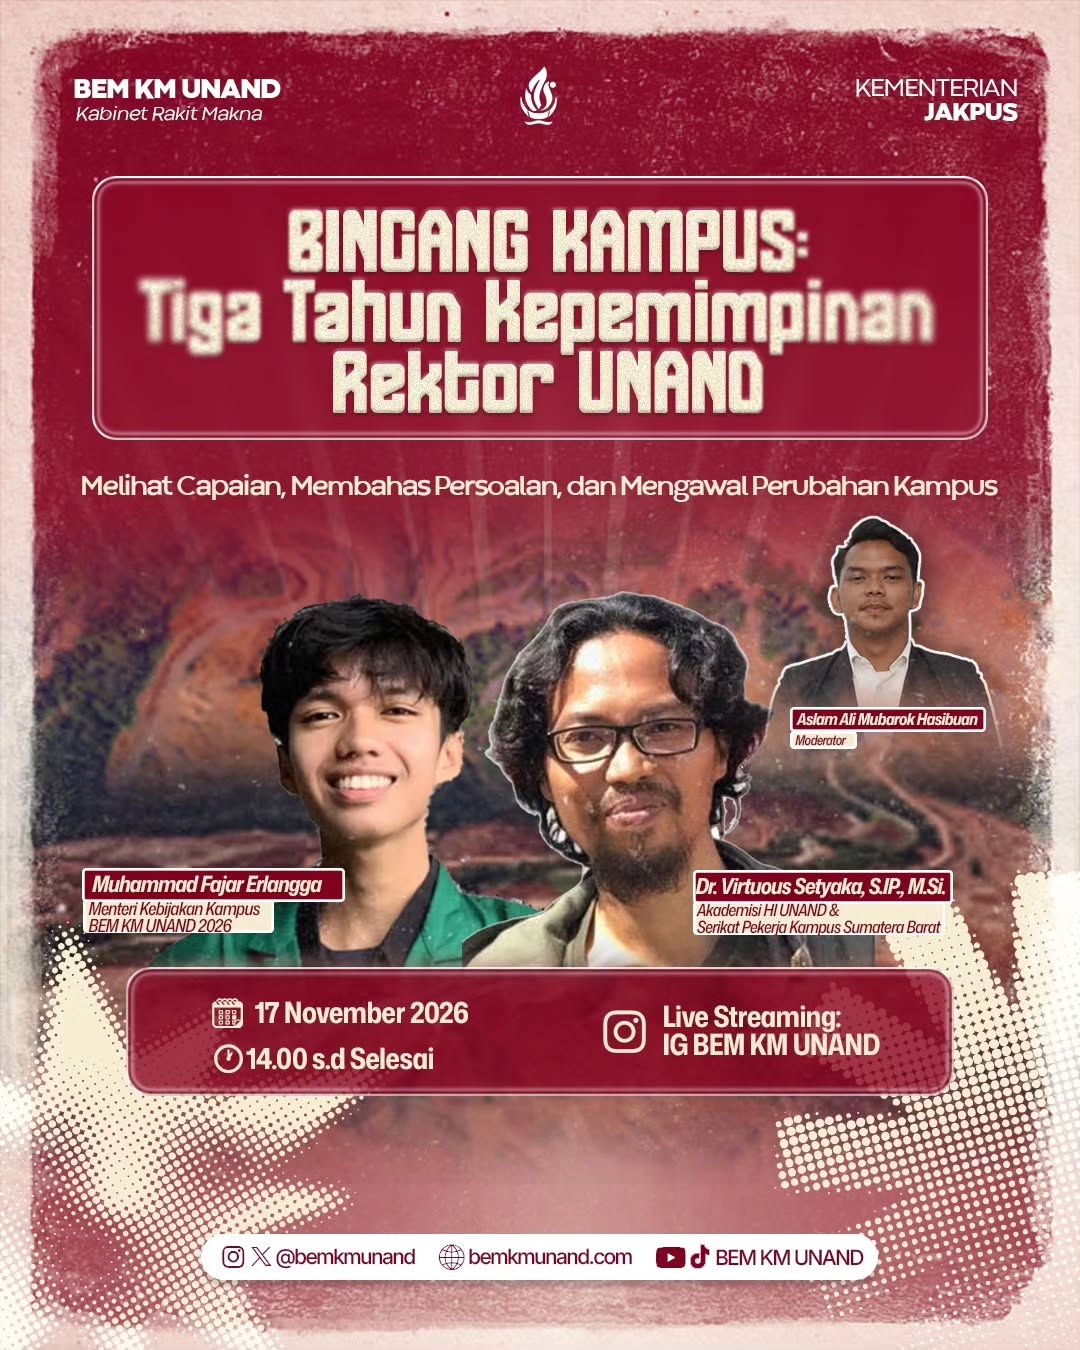 BEM KM UNAND
Kabinet Rakit Makna
KEMENTERIAN
JAKPUS
BINCANG KAMPUS:
Tiga Tahun Kepemimpinan
Rektor UNAND
Melihat Capaian, Membahas Persoalan, dan Mengawal Perubahan Kampus
Aslam Ali Mubarok Hasibuan
Moderator
Muhammad Fajar Erlangga
Menteri Kebijakan Kampus
BEM KM UNAND 2026
Dr. Virtuous Setyaka, S.IP., M.Si.
Akademisi HI UNAND &
Serikat Pekerja Kampus Sumatera Barat
17 November 2026
14.00 s.d Selesai
Live Streaming:
IG BEM KM UNAND
@bemkmunand
bemkmunand.com
BEM KM UNAND